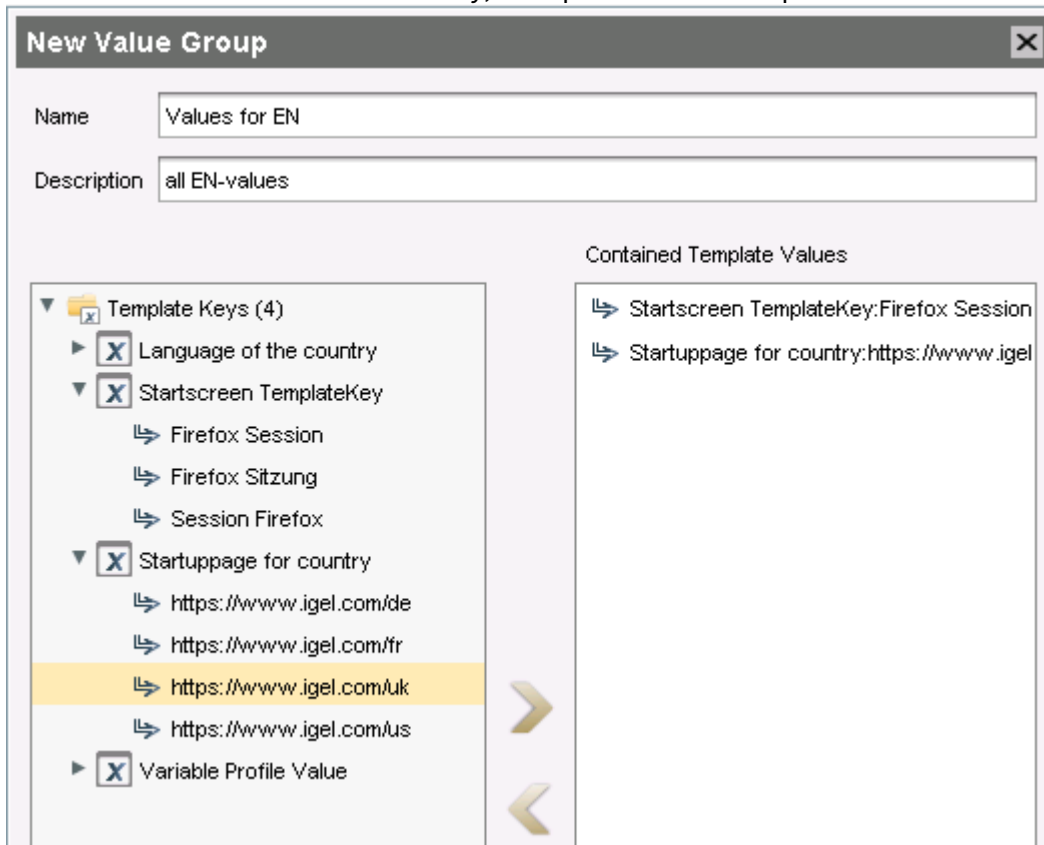 New Value Group
Name Values for EN
Description all EN-values
Contained Template Values
Template Keys (4)
Language of the country
Startscreen TemplateKey
Firefox Session
Firefox Sitzung
Session Firefox
Startuppage for country
https://www.igel.com/de
https://www.igel.com/fr
https://www.igel.com/uk
https://www.igel.com/us
Variable Profile Value
Startscreen TemplateKey:Firefox Session
Startuppage for country:https://www.igel